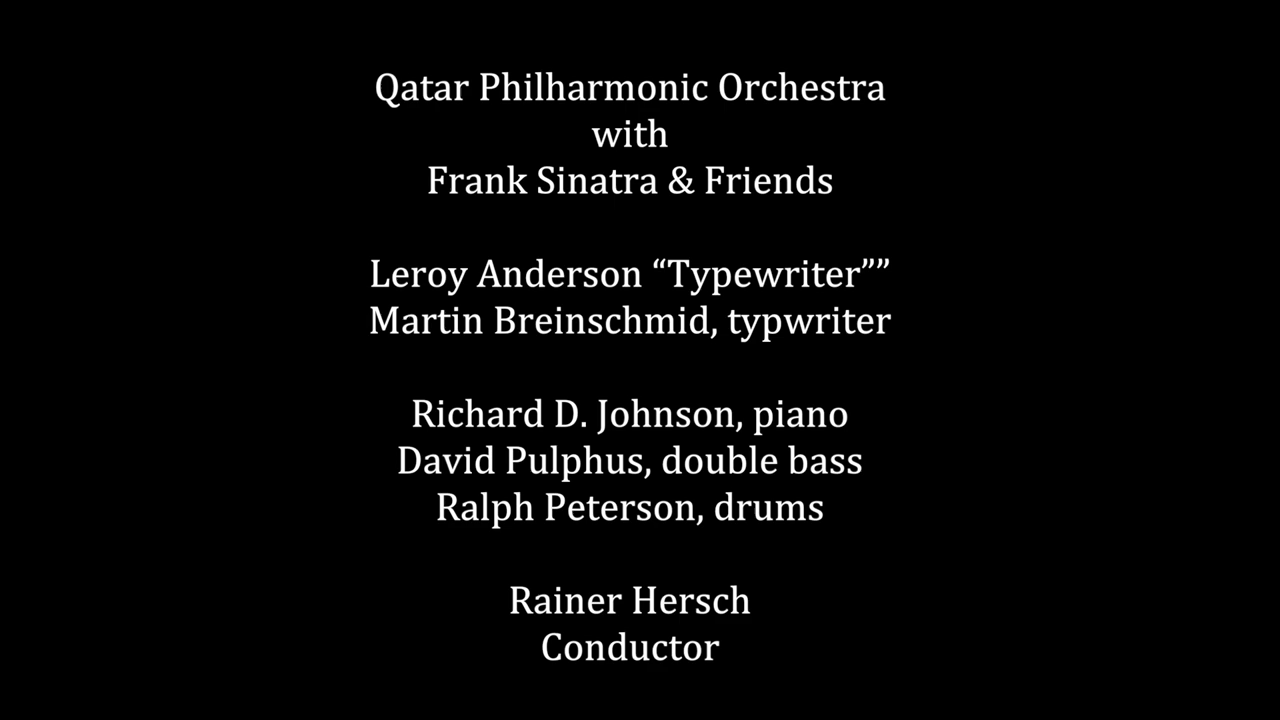 Qatar Philharmonic Orchestra
with
Frank Sinatra & Friends
Leroy Anderson “Typewriter””
Martin Breinschmid, typwriter
Richard D. Johnson, piano
David Pulphus, double bass
Ralph Peterson, drums
Rainer Hersch
Conductor